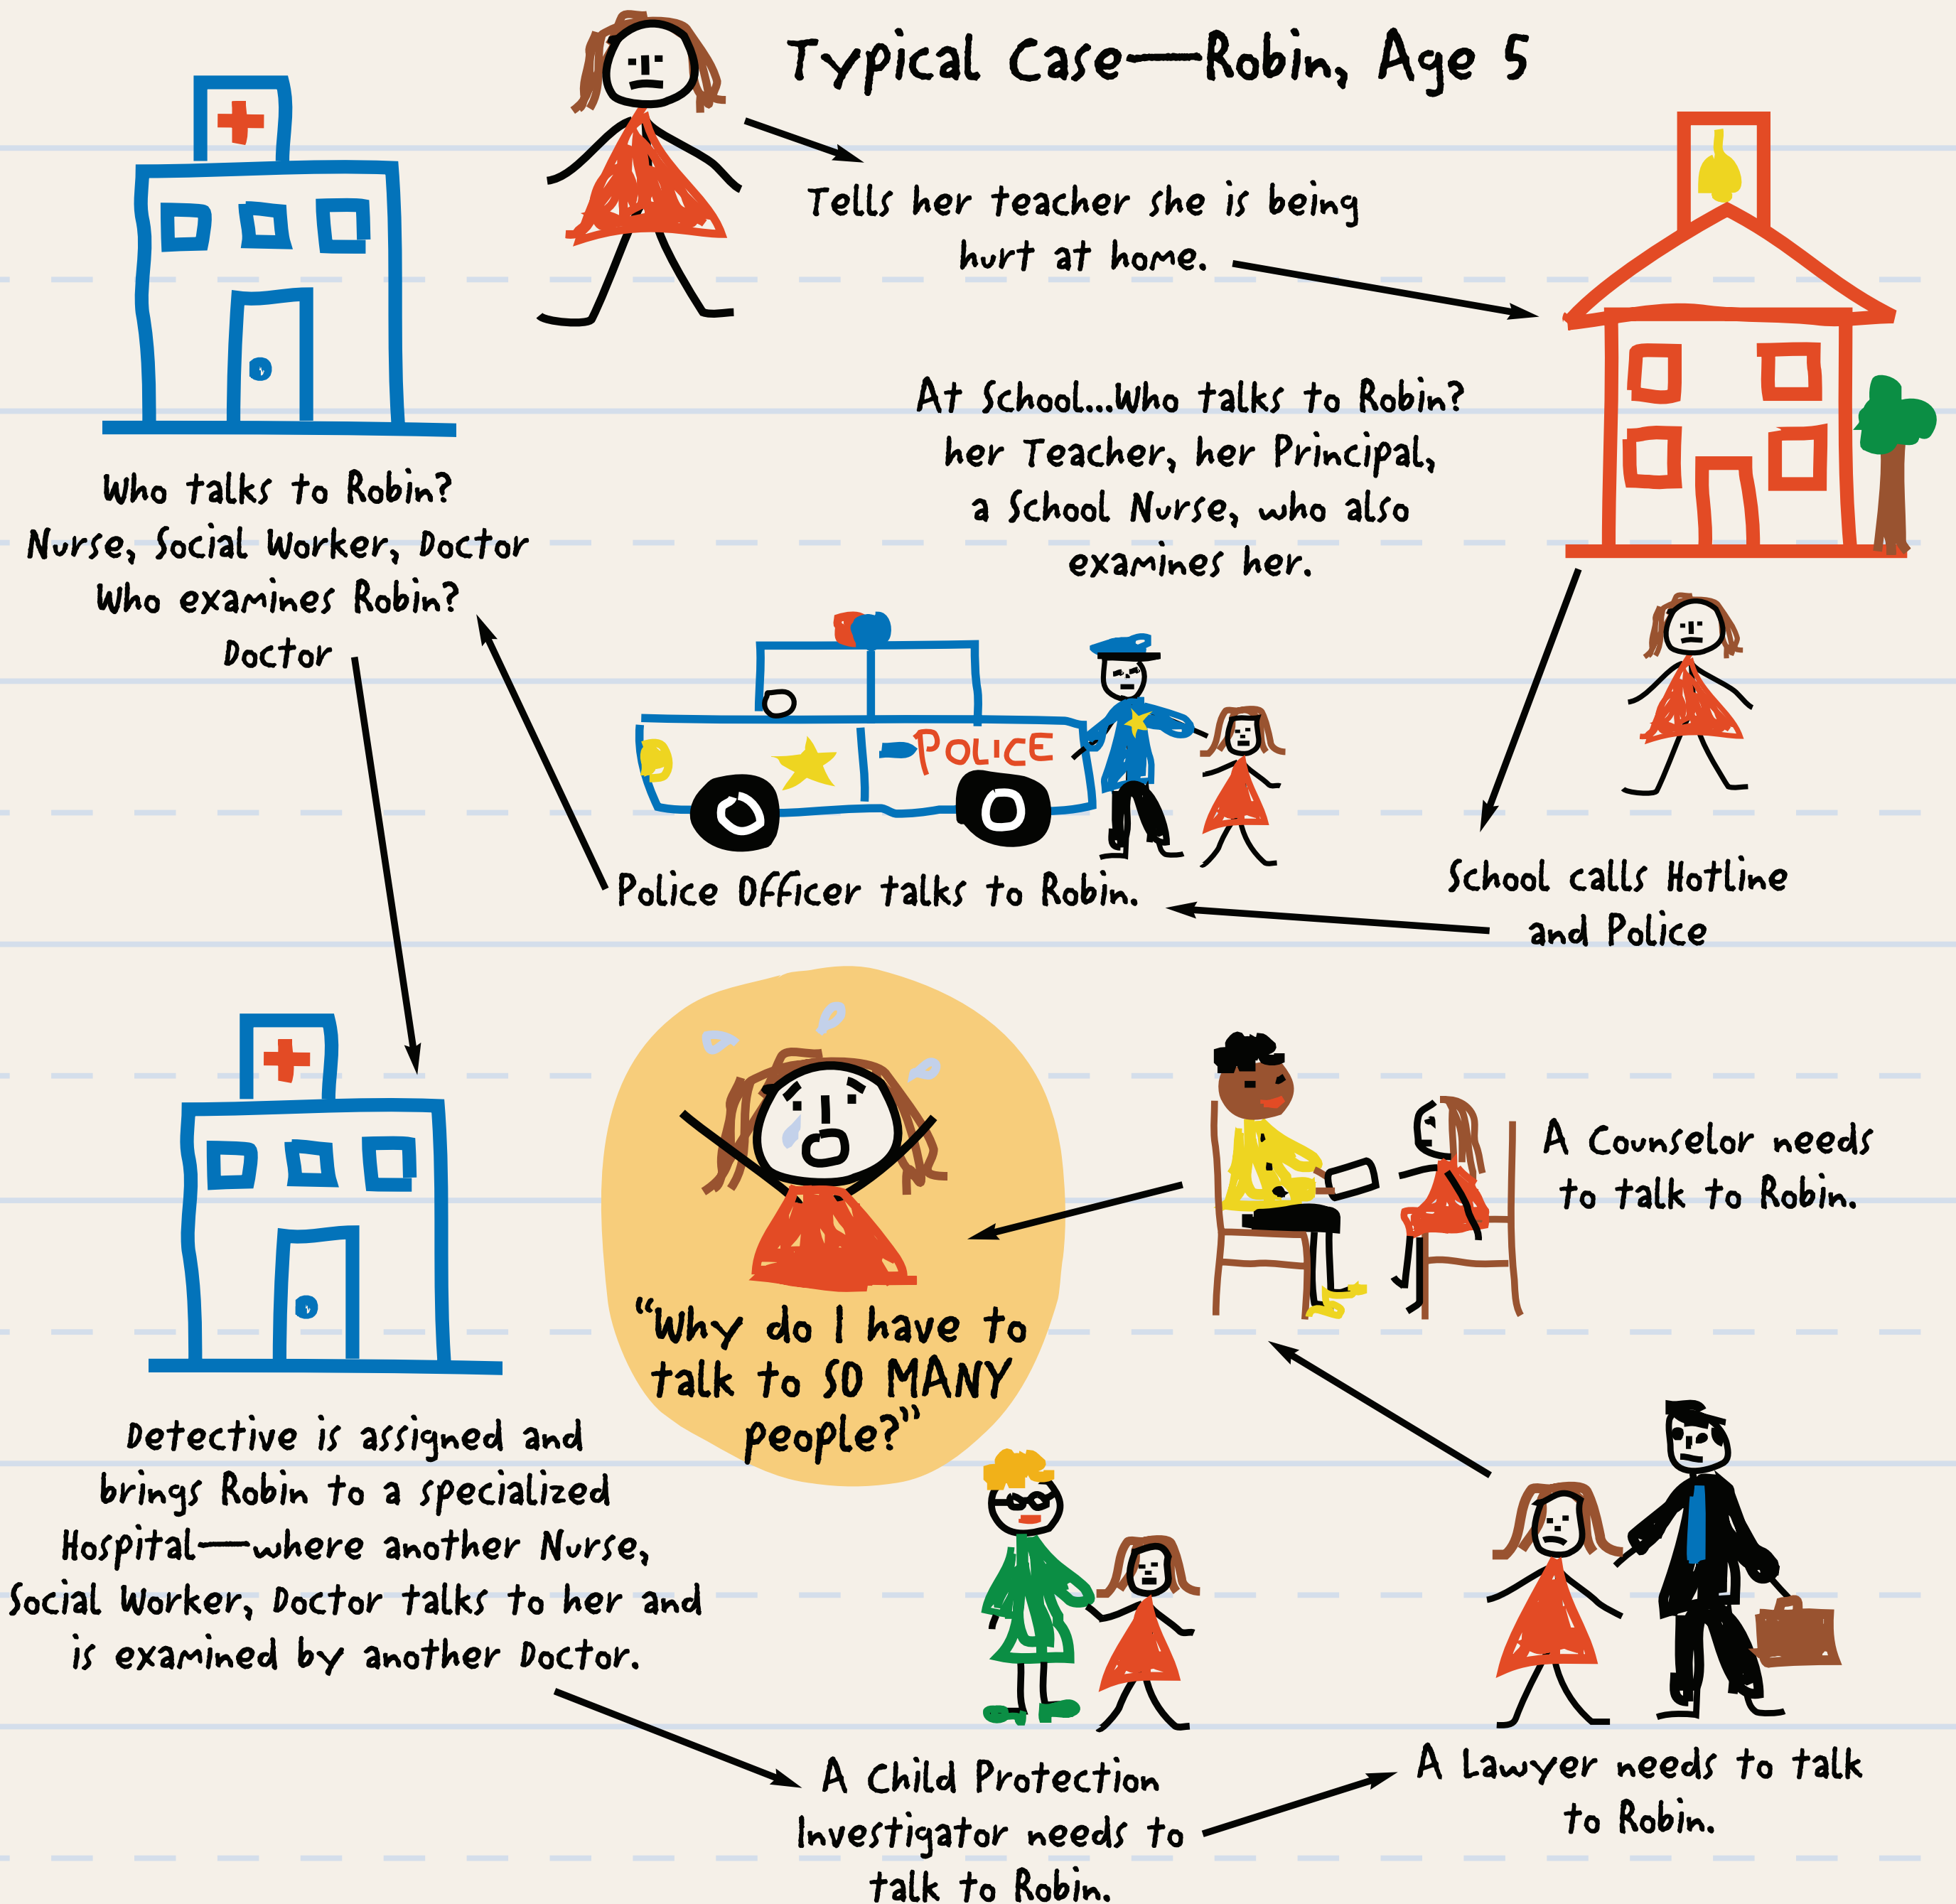 Typical Case—Robin, Age 5
Tells her teacher she is being
hurt at home.
At School...Who talks to Robin?
her Teacher, her Principal,
a School Nurse, who also
examines her.
School calls Hotline
and Police
POLICE
Police Officer talks to Robin.
Who talks to Robin?
Nurse, Social Worker, Doctor
Who examines Robin?
Doctor
Detective is assigned and
brings Robin to a specialized
Hospital—where another Nurse,
Social Worker, Doctor talks to her and
is examined by another Doctor.
A Child Protection
Investigator needs to
talk to Robin.
A Lawyer needs to talk
to Robin.
A Counselor needs
to talk to Robin.
“Why do I have to
talk to SO MANY
people?”